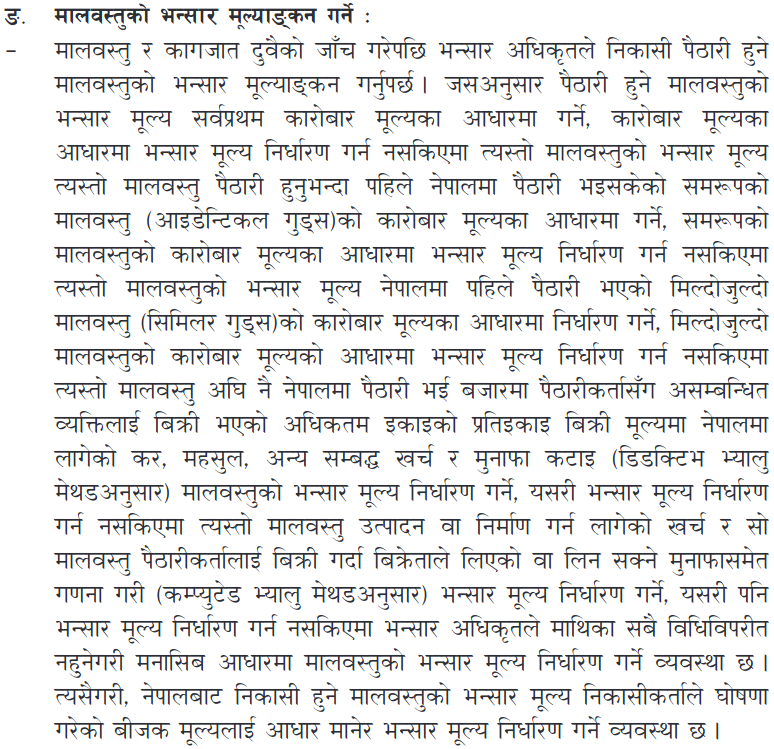 ङ. मालवस्तुको भन्सार मूल्याङ्कन गर्ने :
– मालवस्तु र कागजात दुवैको जाँच गरेपछि भन्सार अधिकृतले निकासी पैठारी हुने
मालवस्तुको भन्सार मूल्याङ्कन गर्नुपर्छ। जसअनुसार पैठारी हुने मालवस्तुको
भन्सार मूल्य सर्वप्रथम कारोबार मूल्यका आधारमा गर्ने, कारोबार मूल्यका
आधारमा भन्सार मूल्य निर्धारण गर्न नसकिएमा त्यस्तो मालवस्तुको भन्सार मूल्य
त्यस्तो मालवस्तु पैठारी हुनुभन्दा पहिले नेपालमा पैठारी भइसकेको समरूपको
मालवस्तु (आइडेन्टिकल गुड्स)को कारोबार मूल्यका आधारमा गर्ने, समरूपको
मालवस्तुको कारोबार मूल्यका आधारमा भन्सार मूल्य निर्धारण गर्न नसकिएमा
त्यस्तो मालवस्तुको भन्सार मूल्य नेपालमा पहिले पैठारी भएको मिल्दोजुल्दो
मालवस्तु (सिमिलर गुड्स)को कारोबार मूल्यका आधारमा निर्धारण गर्ने, मिल्दोजुल्दो
मालवस्तुको कारोबार मूल्यको आधारमा भन्सार मूल्य निर्धारण गर्न नसकिएमा
त्यस्तो मालवस्तु अघि नै नेपालमा पैठारी भई बजारमा पैठारीकर्तासँग असम्बन्धित
व्यक्तिलाई बिक्री भएको अधिकतम इकाइको प्रतिइकाइ बिक्री मूल्यमा नेपालमा
लागेको कर, महसुल, अन्य सम्बद्ध खर्च र मुनाफा कटाइ (डिडक्टिभ भ्यालु
मेथडअनुसार) मालवस्तुको भन्सार मूल्य निर्धारण गर्ने, यसरी भन्सार मूल्य निर्धारण
गर्न नसकिएमा त्यस्तो मालवस्तु उत्पादन वा निर्माण गर्न लागेको खर्च र सो
मालवस्तु पैठारीकर्तालाई बिक्री गर्दा बिक्रेताले लिएको वा लिन सक्ने मुनाफासमेत
गणना गरी (कम्प्युटेड भ्यालु मेथडअनुसार) भन्सार मूल्य निर्धारण गर्ने, यसरी पनि
भन्सार मूल्य निर्धारण गर्न नसकिएमा भन्सार अधिकृतले माथिका सबै विधिविपरीत
नहुनेगरी मनासिब आधारमा मालवस्तुको भन्सार मूल्य निर्धारण गर्ने व्यवस्था छ।
त्यसैगरी, नेपालबाट निकासी हुने मालवस्तुको भन्सार मूल्य निकासीकर्ताले घोषणा
गरेको बीजक मूल्यलाई आधार मानेर भन्सार मूल्य निर्धारण गर्ने व्यवस्था छ।